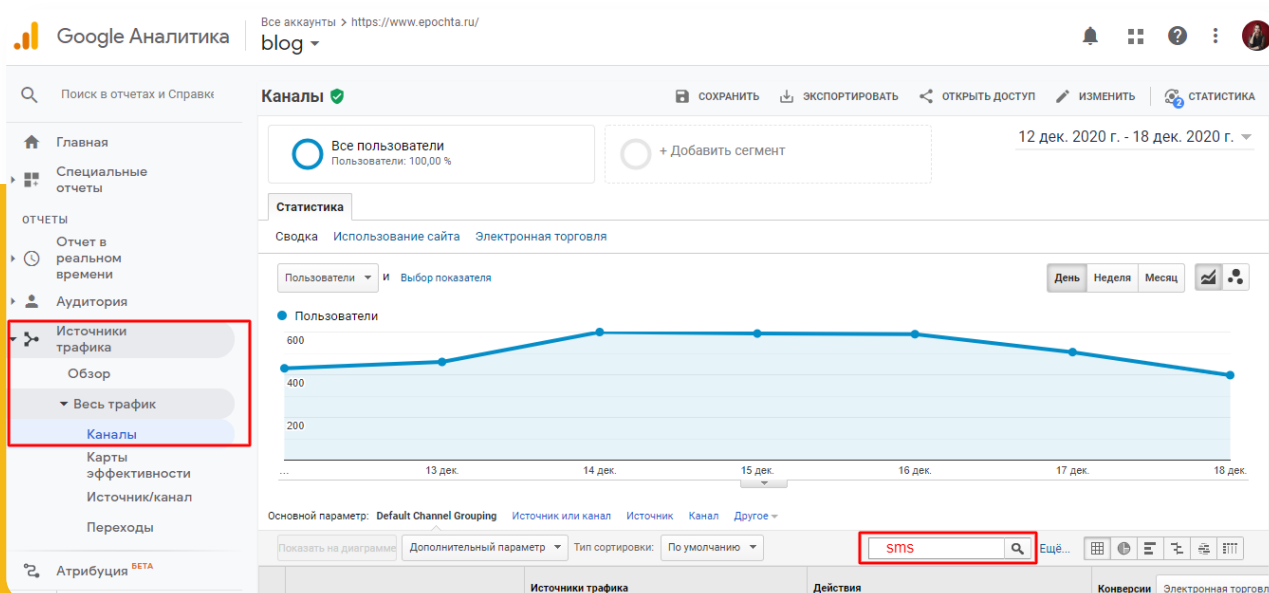 Google Аналитика
Все аккаунты > https://www.epochta.ru/
blog
Поиск в отчетах и Справке
Каналы
СОХРАНИТЬ
ЭКСПОРТИРОВАТЬ
ОТКРЫТЬ ДОСТУП
ИЗМЕНИТЬ
2
СТАТИСТИКА
Главная
Специальные
отчеты
ОТЧЕТЫ
Отчет в
реальном
времени
Аудитория
Источники
трафика
Обзор
Весь трафик
Каналы
Карты
эффективности
Источник/канал
Переходы
Атрибуция БЕТА
Все пользователи
Пользователи: 100,00 %
+ Добавить сегмент
12 дек. 2020 г. - 18 дек. 2020 г.
Статистика
Сводка Использование сайта Электронная торговля
Пользователи И Выбор показателя
День Неделя Месяц
Пользователи
600
400
200
... 13 дек. 14 дек. 15 дек. 16 дек. 17 дек. 18 дек.
Основной параметр: Default Channel Grouping Источник или канал Источник Канал Другое
Показать на диаграмме Дополнительный параметр Тип сортировки: По умолчанию sms Ещё...
Источники трафика Действия Конверсии Электронная торговл